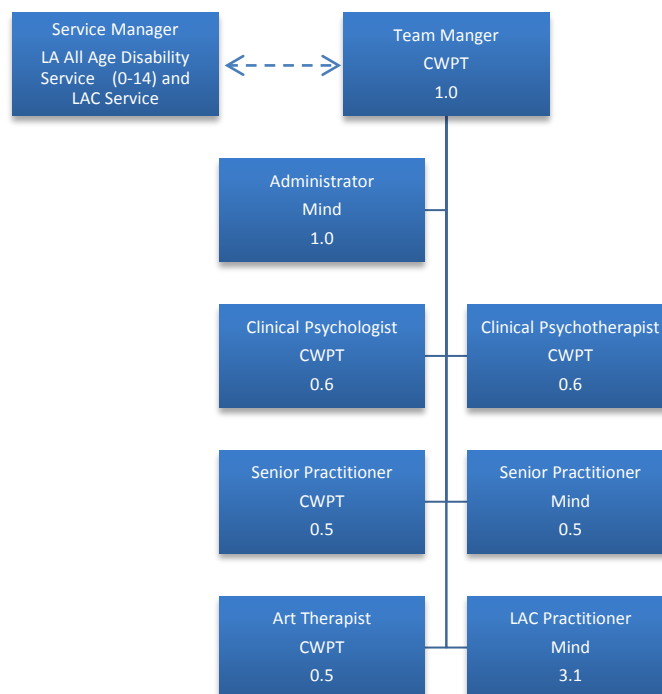 Service Manager
LA All Age Disability
Service (0-14) and
LAC Service
Team Manger
CWPT
1.0
Administrator
Mind
1.0
Clinical Psychologist
CWPT
0.6
Clinical Psychotherapist
CWPT
0.6
Senior Practitioner
CWPT
0.5
Senior Practitioner
Mind
0.5
Art Therapist
CWPT
0.5
LAC Practitioner
Mind
3.1